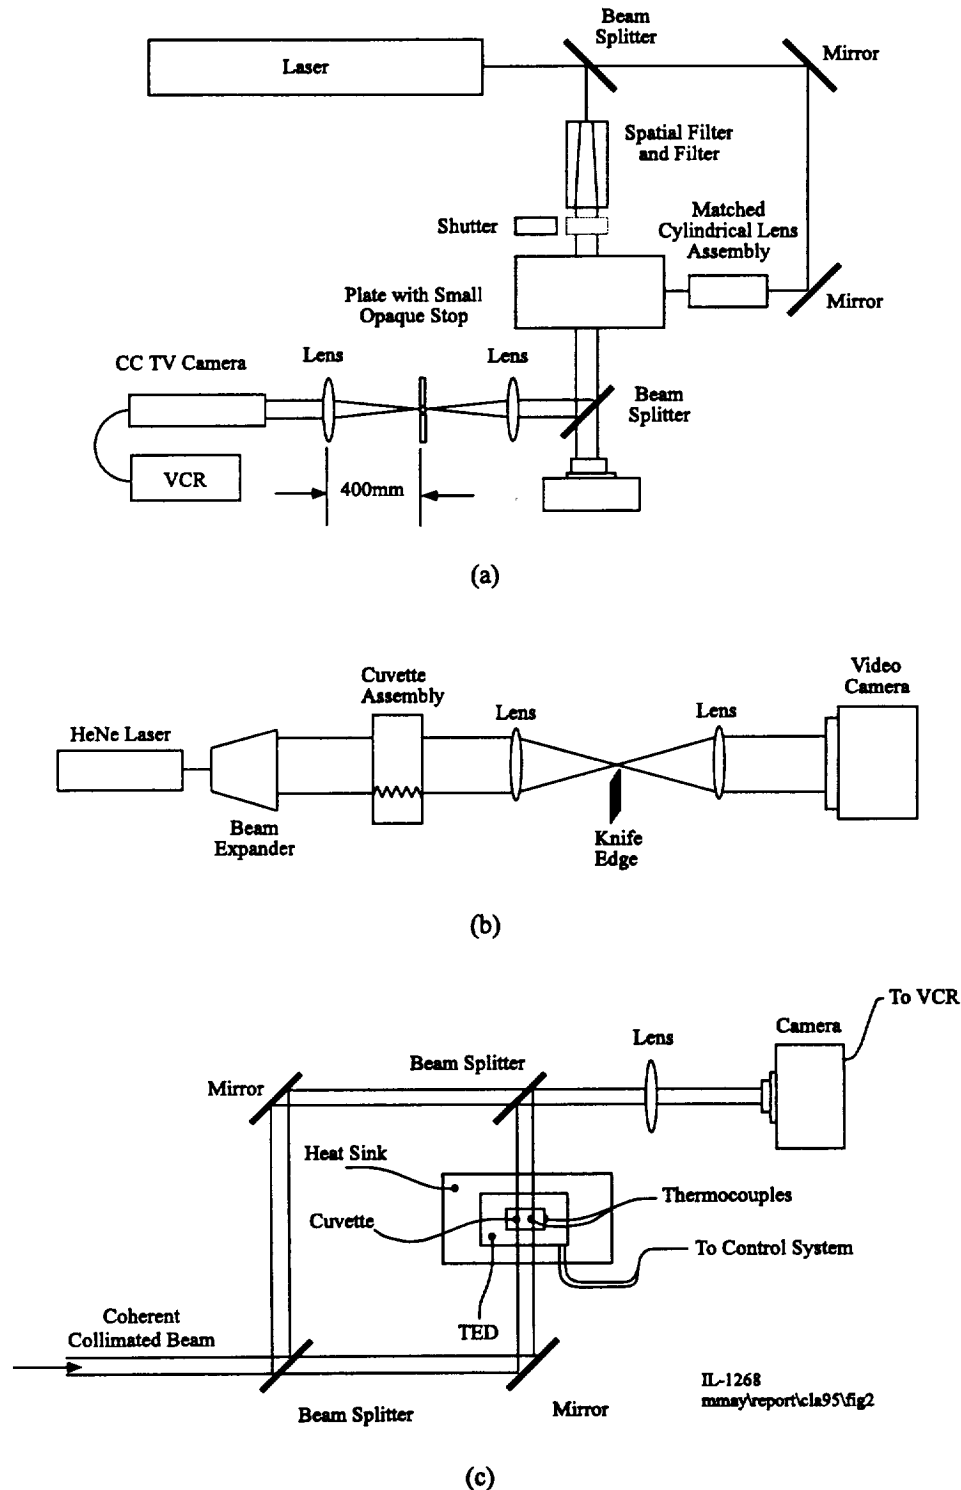 Beam
Splitter
Laser
Mirror
Spatial Filter
and Filter
Shutter
Matched
Cylindrical Lens
Assembly
Mirror
Plate with Small
Opaque Stop
CC TV Camera
Lens
Lens
Beam
Splitter
VCR
400mm
(a)
Cuvette
Assembly
Video
Camera
HeNe Laser
Lens
Lens
Beam
Expander
Knife
Edge
(b)
To VCR
Camera
Lens
Beam Splitter
Mirror
Heat Sink
Thermocouples
Cuvette
To Control System
TED
Coherent
Collimated Beam
Beam Splitter
Mirror
IL-1268
mmay\report\cla95\fig2
(c)